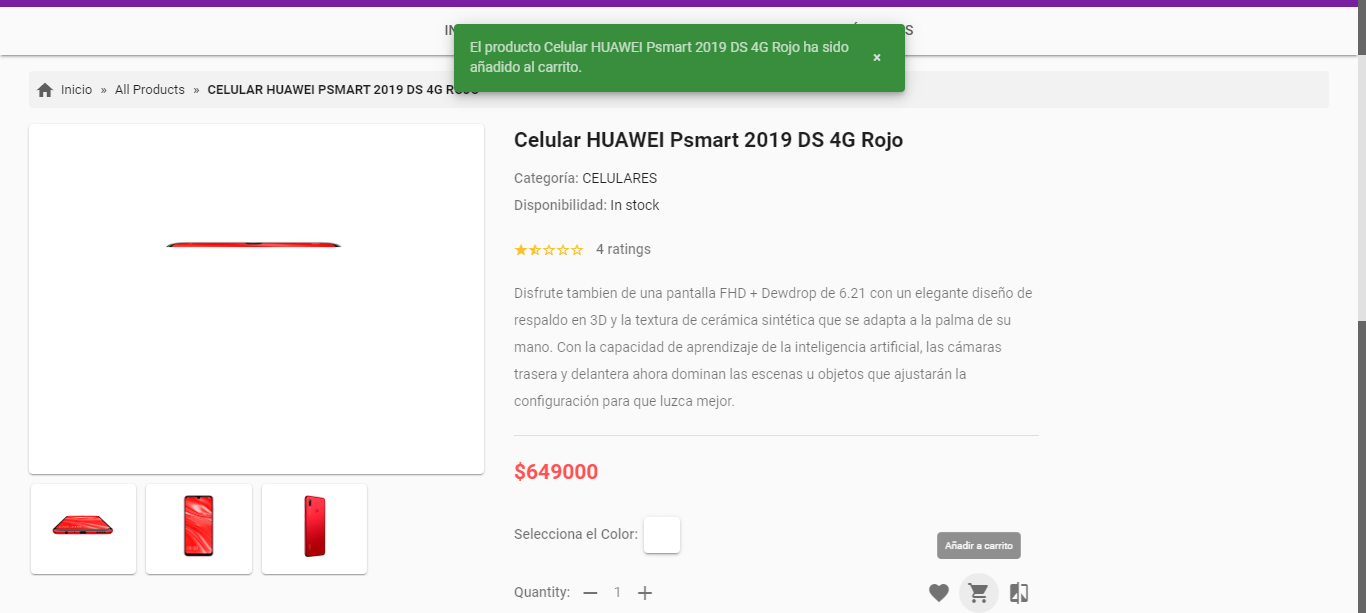 El producto Celular HUAWEI Psmart 2019 DS 4G Rojo ha sido
añadido al carrito.
×
Inicio » All Products » CELULAR HUAWEI PSMART 2019 DS 4G ROJO
Celular HUAWEI Psmart 2019 DS 4G Rojo
Categoría: CELULARES
Disponibilidad: In stock
4 ratings
Disfrute tambien de una pantalla FHD + Dewdrop de 6.21 con un elegante diseño de
respaldo en 3D y la textura de cerámica sintética que se adapta a la palma de su
mano. Con la capacidad de aprendizaje de la inteligencia artificial, las cámaras
trasera y delantera ahora dominan las escenas u objetos que ajustarán la
configuración para que luzca mejor.
$649000
Selecciona el Color:
Añadir a carrito
Quantity: — 1 +